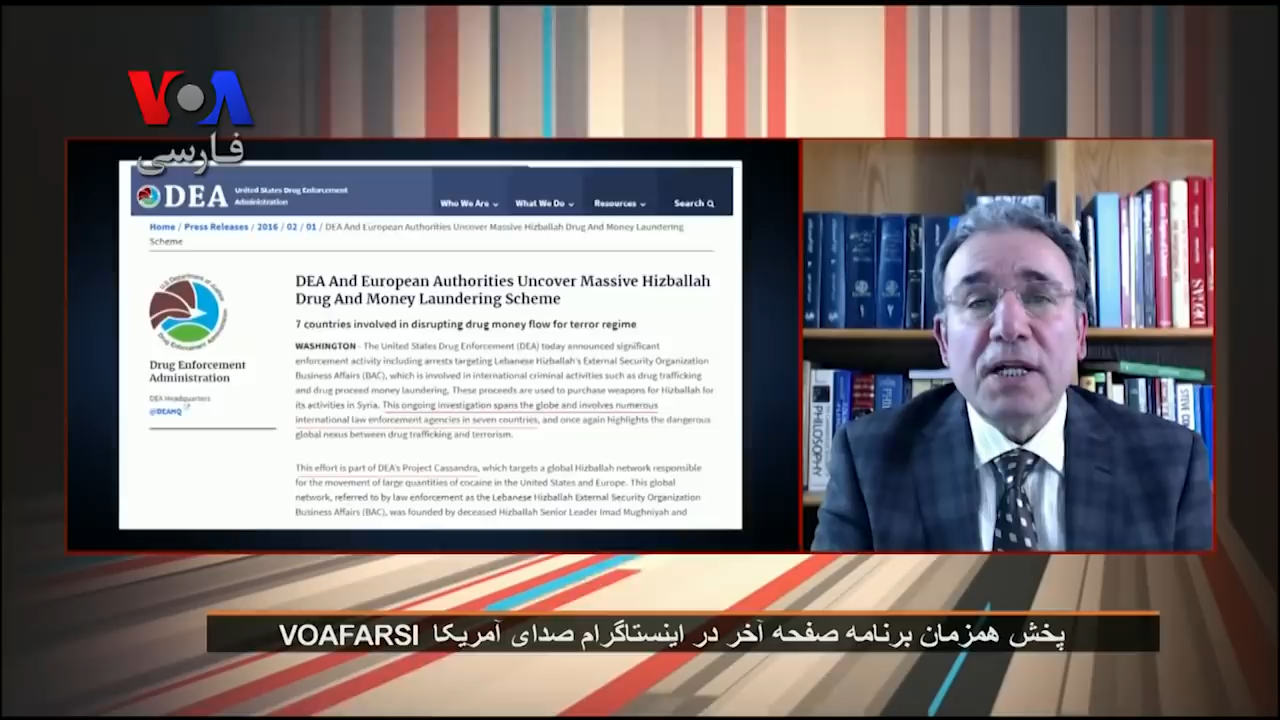 VOA
فارسی
DEA
United States Drug Enforcement
Administration
Who We Are
What We Do
Resources
Search
Home / Press Releases / 2016 / 02 / 01 / DEA And European Authorities Uncover Massive Hizballah Drug And Money Laundering
Scheme
Drug Enforcement
Administration
DEA Headquarters
@DEAHQ
DEA And European Authorities Uncover Massive Hizballah
Drug And Money Laundering Scheme
7 countries involved in disrupting drug money flow for terror regime
WASHINGTON - The United States Drug Enforcement (DEA) today announced significant
enforcement activity including arrests targeting Lebanese Hizballah's External Security Organization
Business Affairs (BAC), which is involved in international criminal activities such as drug trafficking
and drug proceed money laundering. These proceeds are used to purchase weapons for Hizballah for
its activities in Syria. This ongoing investigation spans the globe and involves numerous
international law enforcement agencies in seven countries, and once again highlights the dangerous
global nexus between drug trafficking and terrorism.
This effort is part of DEA's Project Cassandra, which targets a global Hizballah network responsible
for the movement of large quantities of cocaine in the United States and Europe. This global
network, referred to by law enforcement as the Lebanese Hizballah External Security Organization
Business Affairs (BAC), was founded by deceased Hizballah Senior Leader Imad Mughniyah and
PHILOSOPHY
پخش همزمان برنامه صفحه آخر در اینستاگرام صدای آمریکا VOAFARSI